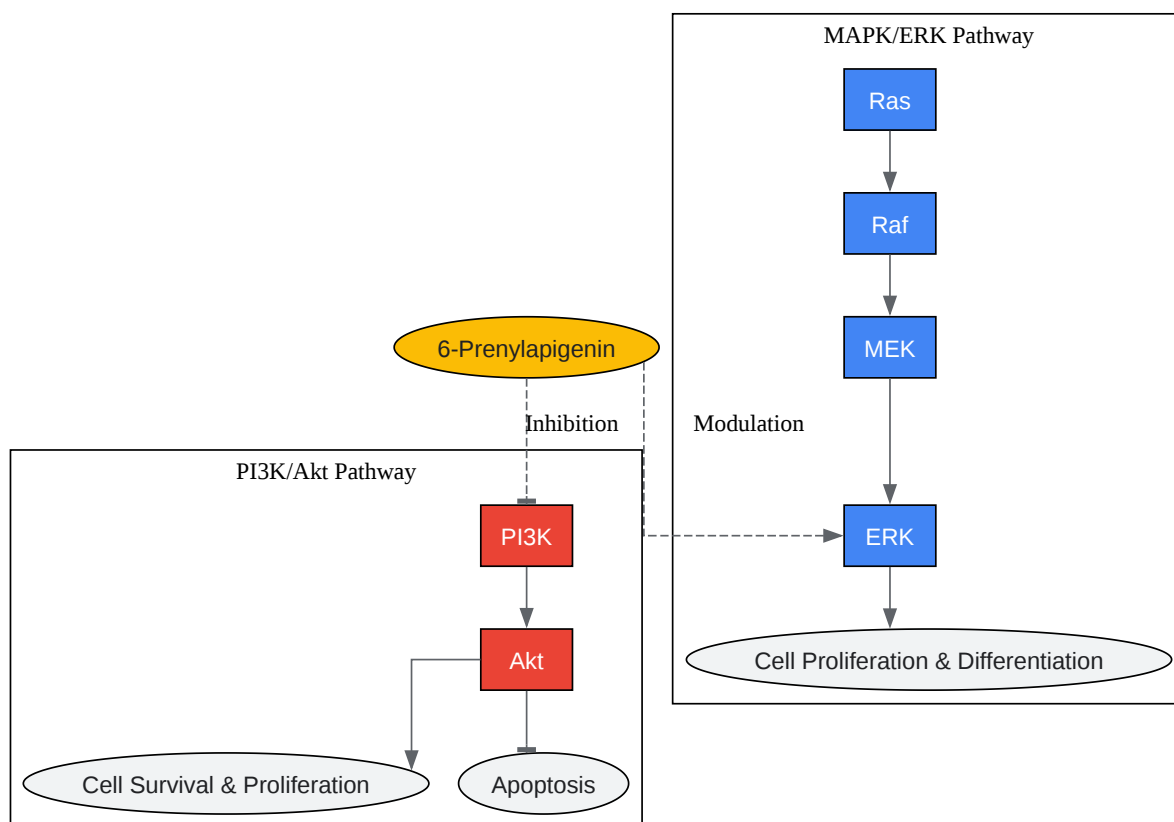 MAPK/ERK Pathway
Ras
Raf
6-Prenylapigenin
MEK
Inhibition
Modulation
PI3K/Akt Pathway
PI3K
ERK
Akt
Cell Proliferation & Differentiation
Cell Survival & Proliferation
Apoptosis